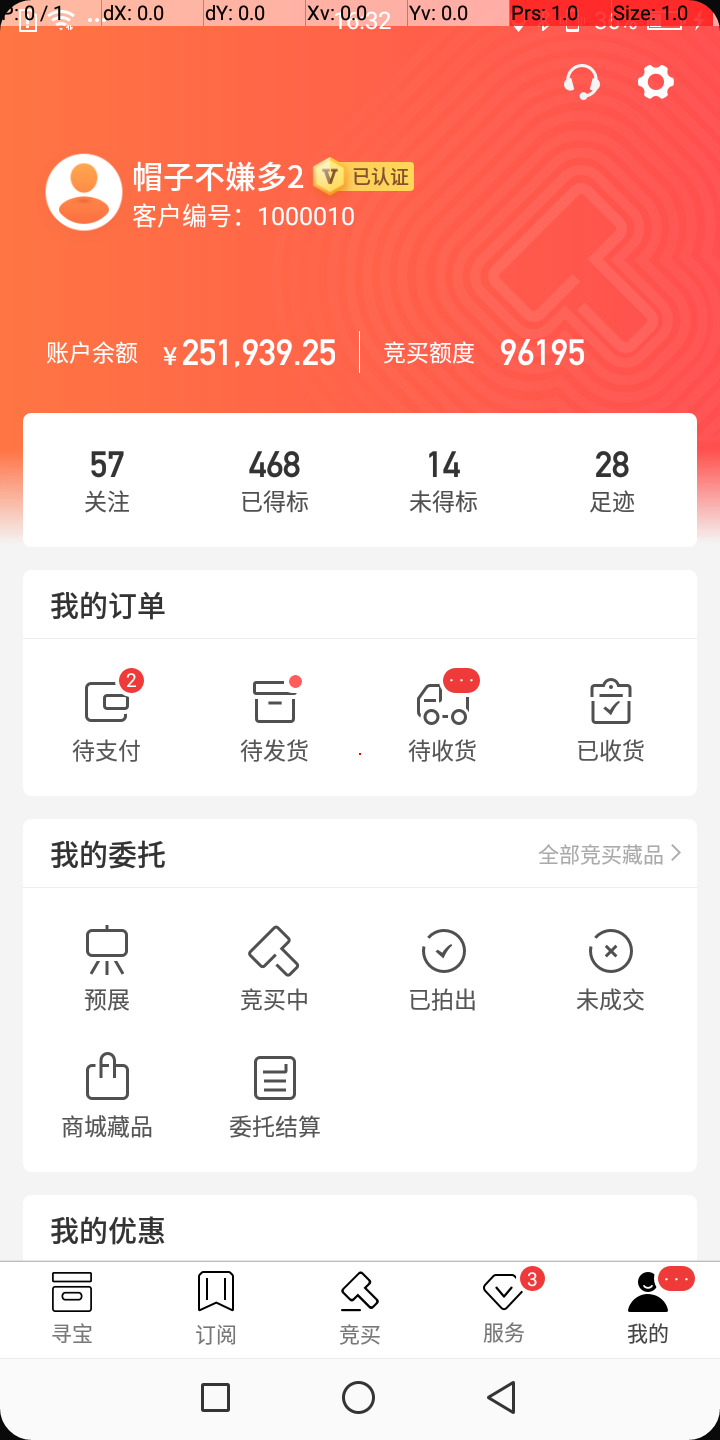 P: 0 / 1 dX: 0.0 dY: 0.0 Xv: 0.0 Yv: 0.0 Prs: 1.0 Size: 1.0
帽子不嫌多2 V 已认证
客户编号：1000010
账户余额 ¥251,939.25 竞买额度 96195
57 468 14 28
关注 已得标 未得标 足迹
我的订单
2 ···
待支付 待发货 待收货 已收货
我的委托 全部竞买藏品
预展 竞买中 已拍出 未成交
商城藏品 委托结算
我的优惠
3 ···
寻宝 订阅 竞买 服务 我的